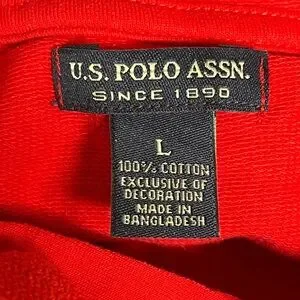 U.S. POLO ASSN.
SINCE 1890
L
100% COTTON
EXCLUSIVE OF
DECORATION
MADE IN
BANGLADESH